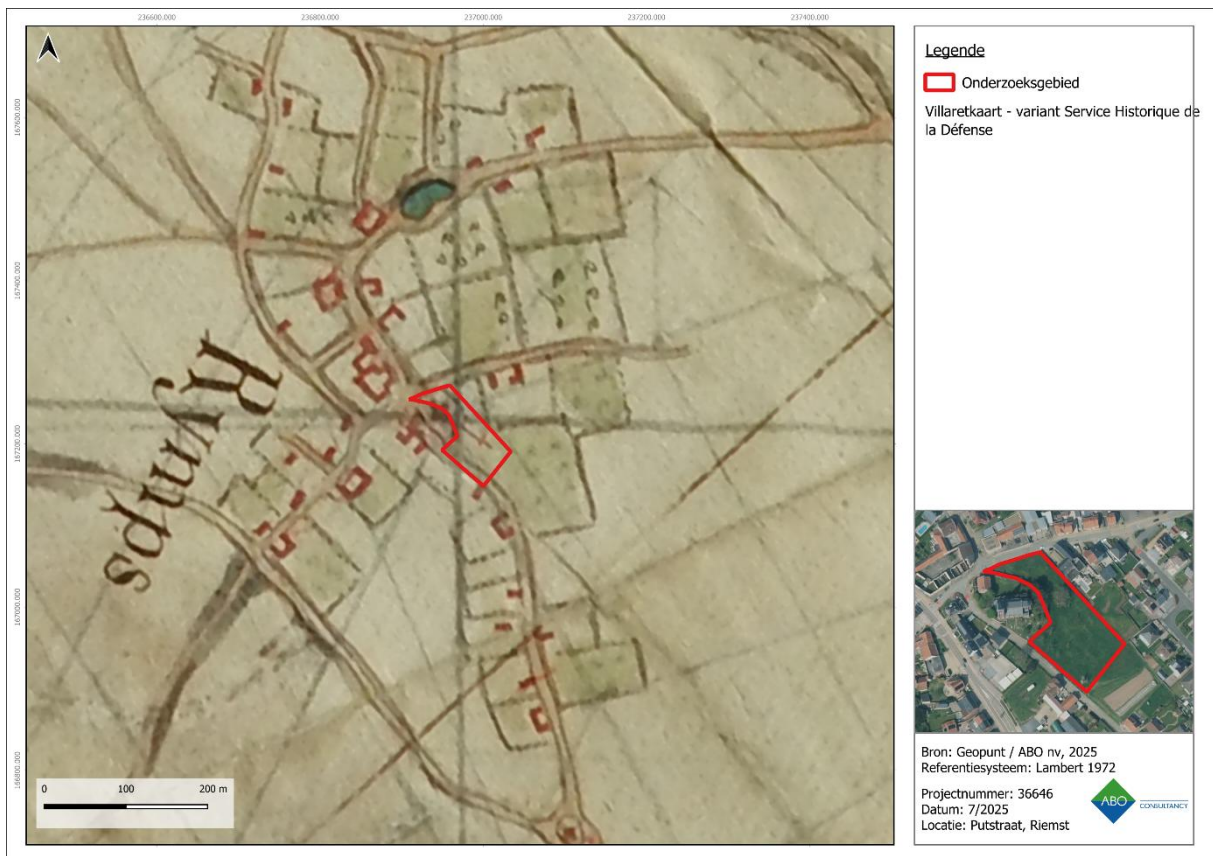 236600.000
236800.000
237000.000
237200.000
237400.000
167600.000
167400.000
167200.000
167000.000
166800.000
Rymps
0
100
200 m
Legende
Onderzoeksgebied
Villaretkaart - variant Service Historique de
la Défense
Bron: Geopunt / ABO nv, 2025
Referentiesysteem: Lambert 1972
Projectnummer: 36646
Datum: 7/2025
Locatie: Putstraat, Riemst
ABO
CONSULTANCY